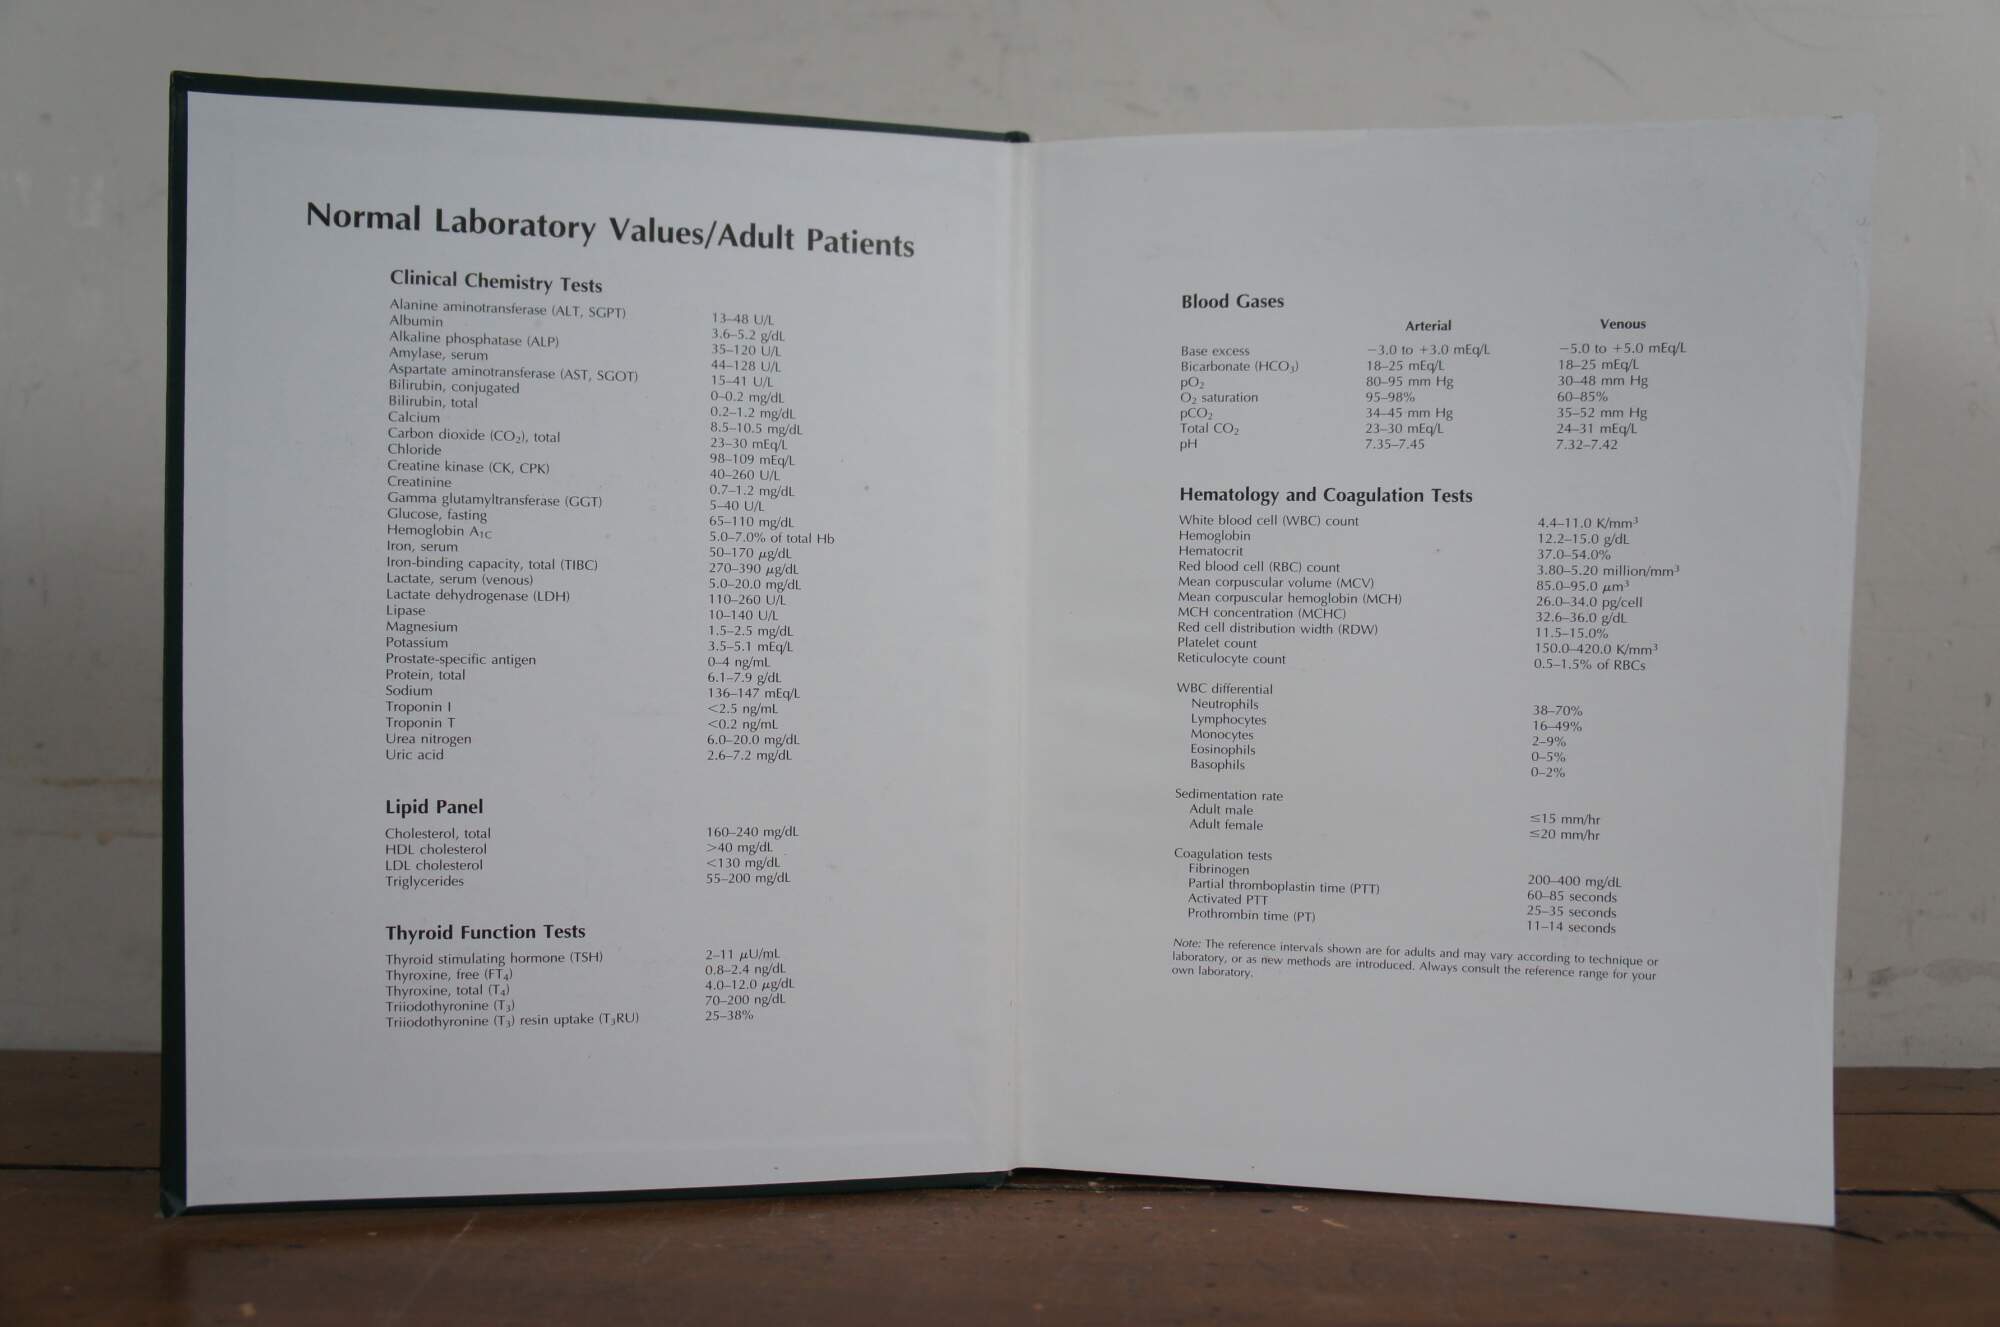 Normal Laboratory Values/Adult Patients
Clinical Chemistry Tests
Alanine aminotransferase (ALT, SGPT) 13–48 U/L
Albumin 3.6–5.2 g/dL
Alkaline phosphatase (ALP) 35–120 U/L
Amylase, serum 44–128 U/L
Aspartate aminotransferase (AST, SGOT) 15–41 U/L
Bilirubin, conjugated 0–0.2 mg/dL
Bilirubin, total 0.2–1.2 mg/dL
Calcium 8.5–10.5 mg/dL
Carbon dioxide (CO₂), total 23–30 mEq/L
Chloride 98–109 mEq/L
Creatine kinase (CK, CPK) 40–260 U/L
Creatinine 0.7–1.2 mg/dL
Gamma glutamyltransferase (GGT) 5–40 U/L
Glucose, fasting 65–110 mg/dL
Hemoglobin A1C 5.0–7.0% of total Hb
Iron, serum 50–170 µg/dL
Iron-binding capacity, total (TIBC) 270–390 µg/dL
Lactate, serum (venous) 5.0–20.0 mg/dL
Lactate dehydrogenase (LDH) 110–260 U/L
Lipase 10–140 U/L
Magnesium 1.5–2.5 mg/dL
Potassium 3.5–5.1 mEq/L
Prostate-specific antigen 0–4 ng/mL
Protein, total 6.1–7.9 g/dL
Sodium 136–147 mEq/L
Troponin I <2.5 ng/mL
Troponin T <0.2 ng/mL
Urea nitrogen 6.0–20.0 mg/dL
Uric acid 2.6–7.2 mg/dL
Lipid Panel
Cholesterol, total 160–240 mg/dL
HDL cholesterol >40 mg/dL
LDL cholesterol <130 mg/dL
Triglycerides 55–200 mg/dL
Thyroid Function Tests
Thyroid stimulating hormone (TSH) 2–11 µU/mL
Thyroxine, free (FT₄) 0.8–2.4 ng/dL
Thyroxine, total (T₄) 4.0–12.0 µg/dL
Triiodothyronine (T₃) 70–200 ng/dL
Triiodothyronine (T₃) resin uptake (T₃RU) 25–38%
Blood Gases
Arterial Venous
Base excess −3.0 to +3.0 mEq/L −5.0 to +5.0 mEq/L
Bicarbonate (HCO₃) 18–25 mEq/L 18–25 mEq/L
pO₂ 80–95 mm Hg 30–48 mm Hg
O₂ saturation 95–98% 60–85%
pCO₂ 34–45 mm Hg 35–52 mm Hg
Total CO₂ 23–30 mEq/L 24–31 mEq/L
pH 7.35–7.45 7.32–7.42
Hematology and Coagulation Tests
White blood cell (WBC) count 4.4–11.0 K/mm³
Hemoglobin 12.2–15.0 g/dL
Hematocrit 37.0–54.0%
Red blood cell (RBC) count 3.80–5.20 million/mm³
Mean corpuscular volume (MCV) 85.0–95.0 µm³
Mean corpuscular hemoglobin (MCH) 26.0–34.0 pg/cell
MCH concentration (MCHC) 32.6–36.0 g/dL
Red cell distribution width (RDW) 11.5–15.0%
Platelet count 150.0–420.0 K/mm³
Reticulocyte count 0.5–1.5% of RBCs
WBC differential
Neutrophils 38–70%
Lymphocytes 16–49%
Monocytes 2–9%
Eosinophils 0–5%
Basophils 0–2%
Sedimentation rate
Adult male ≤15 mm/hr
Adult female ≤20 mm/hr
Coagulation tests
Fibrinogen 200–400 mg/dL
Partial thromboplastin time (PTT) 60–85 seconds
Activated PTT 25–35 seconds
Prothrombin time (PT) 11–14 seconds
Note: The reference intervals shown are for adults and may vary according to technique or
laboratory, or as new methods are introduced. Always consult the reference range for your
own laboratory.